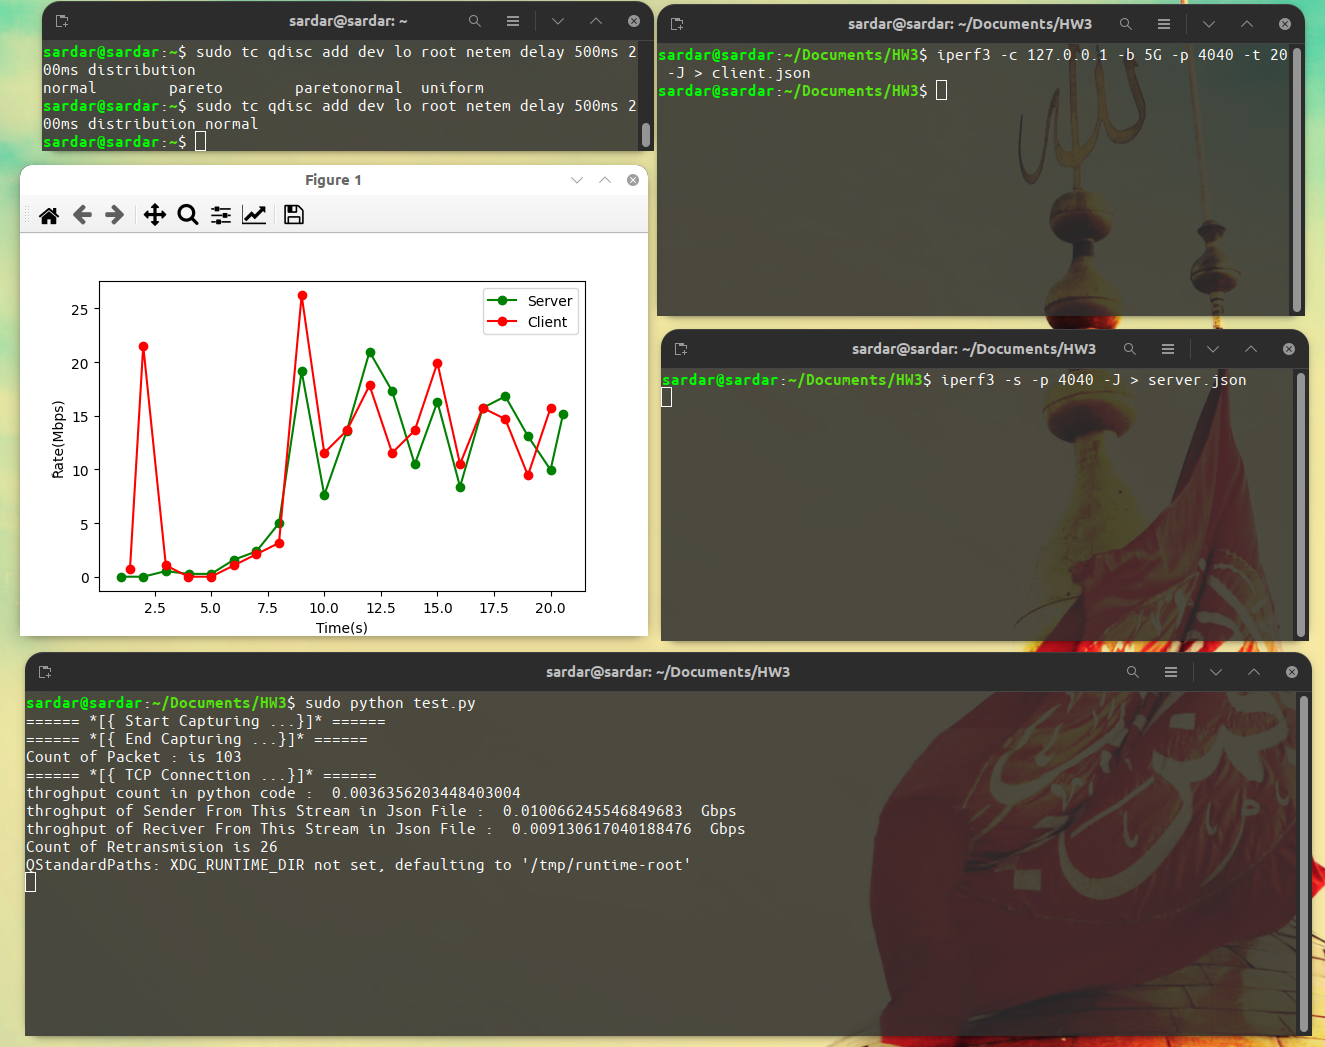 sardar@sardar: ~
sardar@sardar:~$ sudo tc qdisc add dev lo root netem delay 500ms 2
00ms distribution
normal        pareto        paretonormal  uniform
sardar@sardar:~$ sudo tc qdisc add dev lo root netem delay 500ms 2
00ms distribution normal
sardar@sardar:~$
sardar@sardar: ~/Documents/HW3
sardar@sardar:~/Documents/HW3$ iperf3 -c 127.0.0.1 -b 5G -p 4040 -t 20
-J > client.json
sardar@sardar:~/Documents/HW3$
Figure 1
Server
Client
25
20
15
10
5
0
Rate(Mbps)
2.5 5.0 7.5 10.0 12.5 15.0 17.5 20.0
Time(s)
sardar@sardar: ~/Documents/HW3
sardar@sardar:~/Documents/HW3$ iperf3 -s -p 4040 -J > server.json
sardar@sardar: ~/Documents/HW3
sardar@sardar:~/Documents/HW3$ sudo python test.py
====== *[{ Start Capturing ...}]* ======
====== *[{ End Capturing ...}]* ======
Count of Packet : is 103
====== *[{ TCP Connection ...}]* ======
throghput count in python code :  0.0036356203448403004
throghput of Sender From This Stream in Json File :  0.010066245546849683  Gbps
throghput of Reciver From This Stream in Json File :  0.009130617040188476  Gbps
Count of Retransmision is 26
QStandardPaths: XDG_RUNTIME_DIR not set, defaulting to '/tmp/runtime-root'